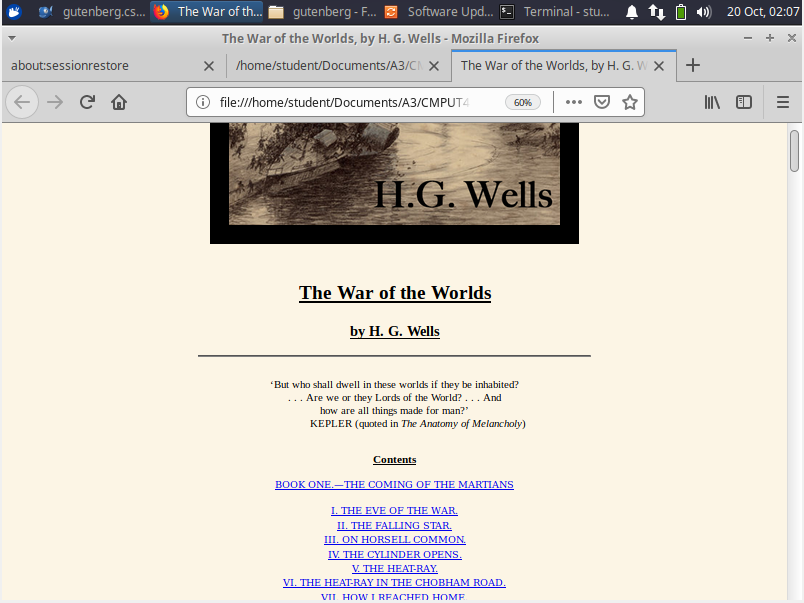 gutenberg.cs...
The War of th...
gutenberg - F...
Software Upd...
Terminal - stu...
20 Oct, 02:07
The War of the Worlds, by H. G. Wells - Mozilla Firefox
about:sessionrestore
/home/student/Documents/A3/CM
The War of the Worlds, by H. G. W
file:///home/student/Documents/A3/CMPUT4
60%
H.G. Wells
The War of the Worlds
by H. G. Wells
‘But who shall dwell in these worlds if they be inhabited?
. . . Are we or they Lords of the World? . . . And
how are all things made for man?’
KEPLER (quoted in The Anatomy of Melancholy)
Contents
BOOK ONE.—THE COMING OF THE MARTIANS
I. THE EVE OF THE WAR.
II. THE FALLING STAR.
III. ON HORSELL COMMON.
IV. THE CYLINDER OPENS.
V. THE HEAT-RAY.
VI. THE HEAT-RAY IN THE CHOBHAM ROAD.
VII. HOW I REACHED HOME.